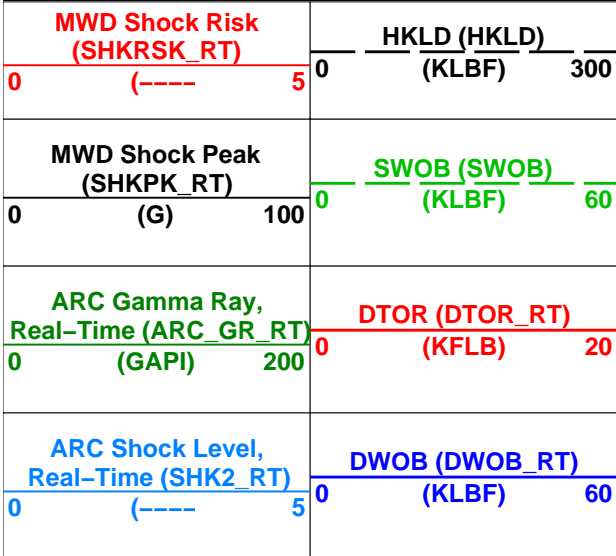 MWD Shock Risk
(SHKRSK_RT)
0 (---- 5
HKLD (HKLD)
0 (KLBF) 300
MWD Shock Peak
(SHKPK_RT)
0 (G) 100
SWOB (SWOB)
0 (KLBF) 60
ARC Gamma Ray,
Real-Time (ARC_GR_RT)
0 (GAPI) 200
DTOR (DTOR_RT)
0 (KFLB) 20
ARC Shock Level,
Real-Time (SHK2_RT)
0 (---- 5
DWOB (DWOB_RT)
0 (KLBF) 60